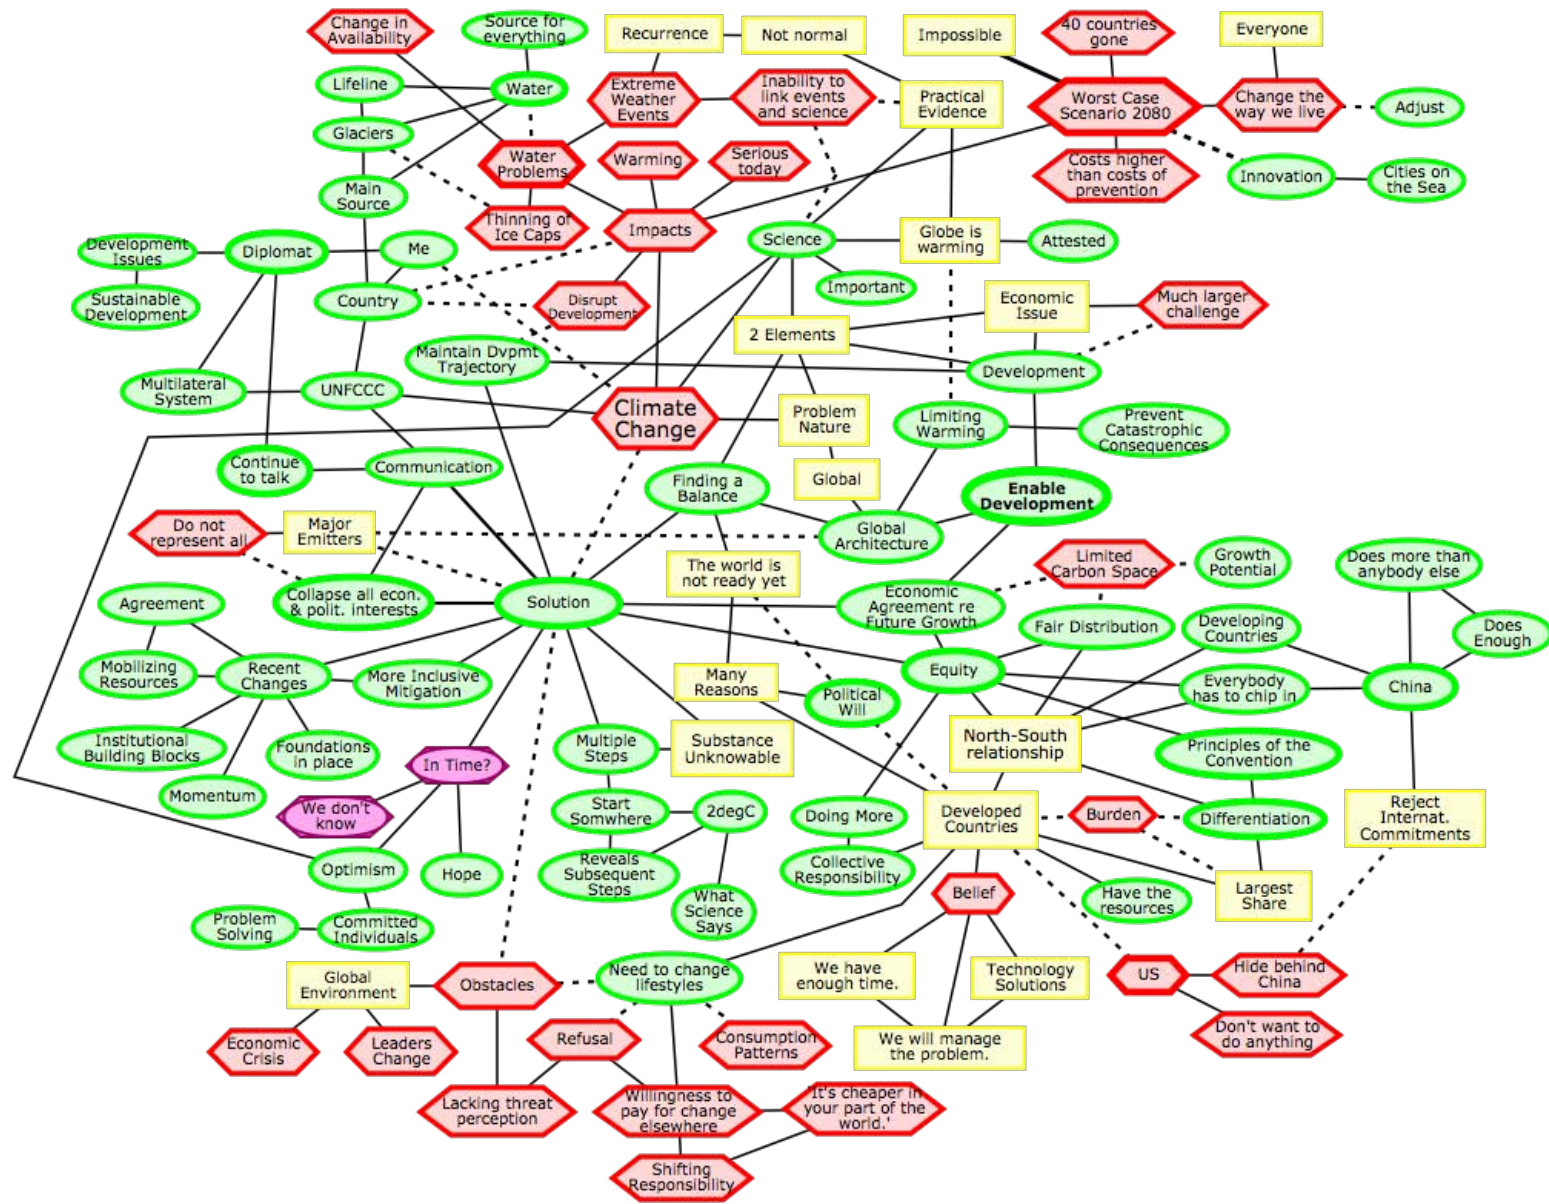 Change in
Availability
Source for
everything
Recurrence
Not normal
Impossible
40 countries
gone
Everyone
Lifeline
Water
Extreme
Weather
Events
Inability to
link events
and science
Practical
Evidence
Worst Case
Scenario 2080
Change the
way we live
Adjust
Glaciers
Water
Problems
Warming
Serious
today
Costs higher
than costs of
prevention
Innovation
Cities on
the Sea
Main
Source
Thinning of
Ice Caps
Impacts
Science
Globe is
warming
Attested
Development
Issues
Diplomat
Me
Important
Sustainable
Development
Country
Disrupt
Development
Economic
Issue
Much larger
challenge
2 Elements
Maintain Dvpmt
Trajectory
Development
Multilateral
System
UNFCCC
Climate
Change
Problem
Nature
Limiting
Warming
Prevent
Catastrophic
Consequences
Continue
to talk
Communication
Finding a
Balance
Global
Enable
Development
Do not
represent all
Major
Emitters
Global
Architecture
The world is
not ready yet
Limited
Carbon Space
Growth
Potential
Does more than
anybody else
Agreement
Collapse all econ.
& polit. interests
Solution
Economic
Agreement re
Future Growth
Fair Distribution
Developing
Countries
Does
Enough
Mobilizing
Resources
Recent
Changes
More Inclusive
Mitigation
Many
Reasons
Political
Will
Equity
Everybody
has to chip in
China
Institutional
Building Blocks
Foundations
in place
Multiple
Steps
Substance
Unknowable
North-South
relationship
Principles of the
Convention
In Time?
Momentum
We don't
know
Start
Somwhere
2degC
Doing More
Developed
Countries
Burden
Differentiation
Reject
Internat.
Commitments
Optimism
Hope
Reveals
Subsequent
Steps
Collective
Responsibility
Belief
Have the
resources
Largest
Share
What
Science
Says
Problem
Solving
Committed
Individuals
Global
Environment
Obstacles
Need to change
lifestyles
We have
enough time.
Technology
Solutions
US
Hide behind
China
Economic
Crisis
Leaders
Change
Refusal
Consumption
Patterns
We will manage
the problem.
Don't want to
do anything
Lacking threat
perception
Willingness to
pay for change
elsewhere
'It's cheaper in
your part of the
world.'
Shifting
Responsibility